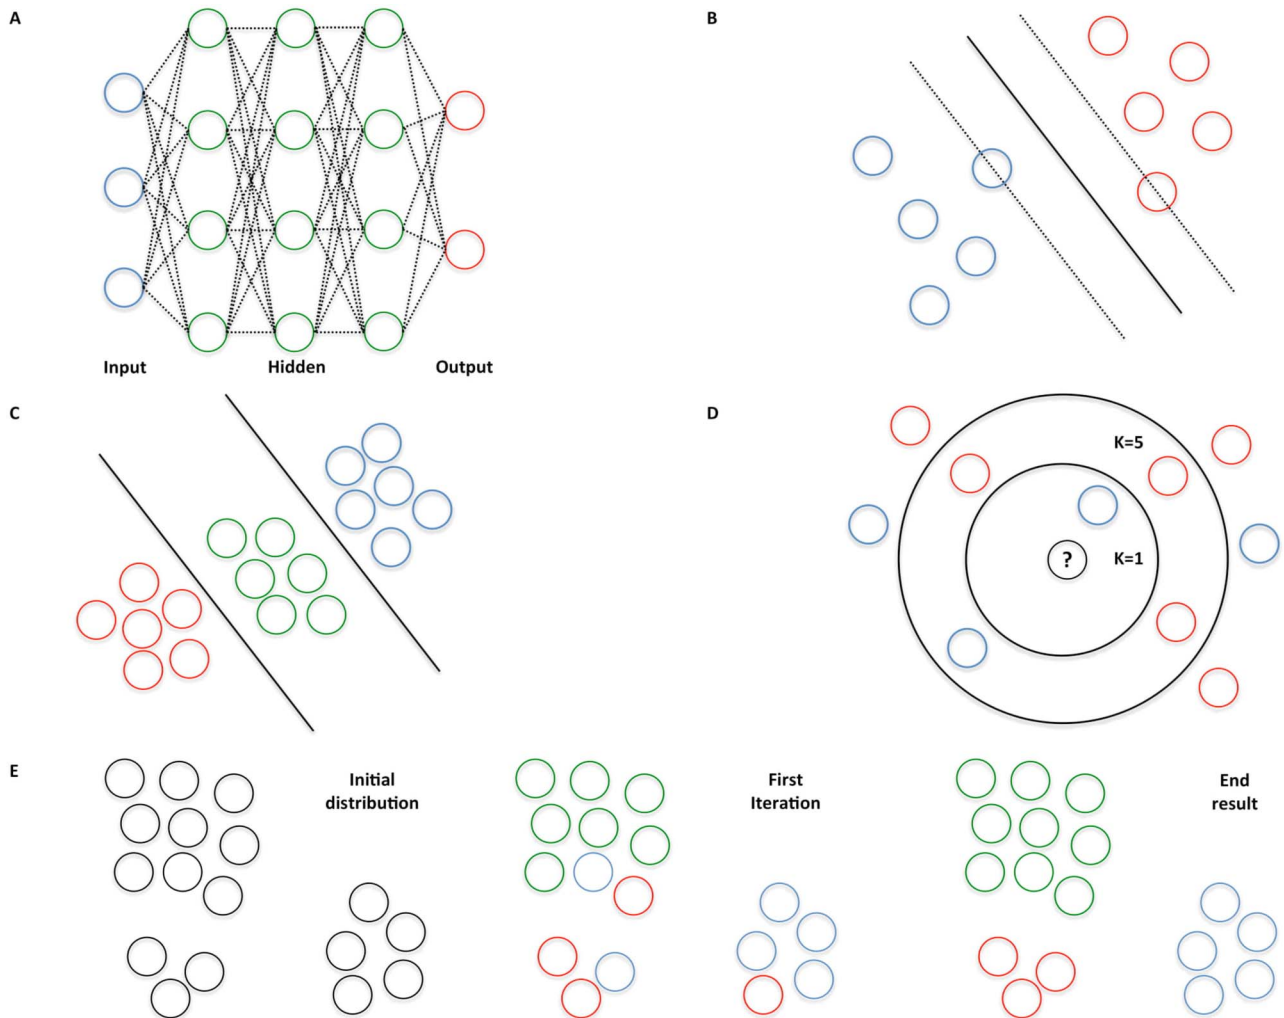 A
B
Input
Hidden
Output
C
D
K=5
?
K=1
E
Initial
distribution
First
Iteration
End
result